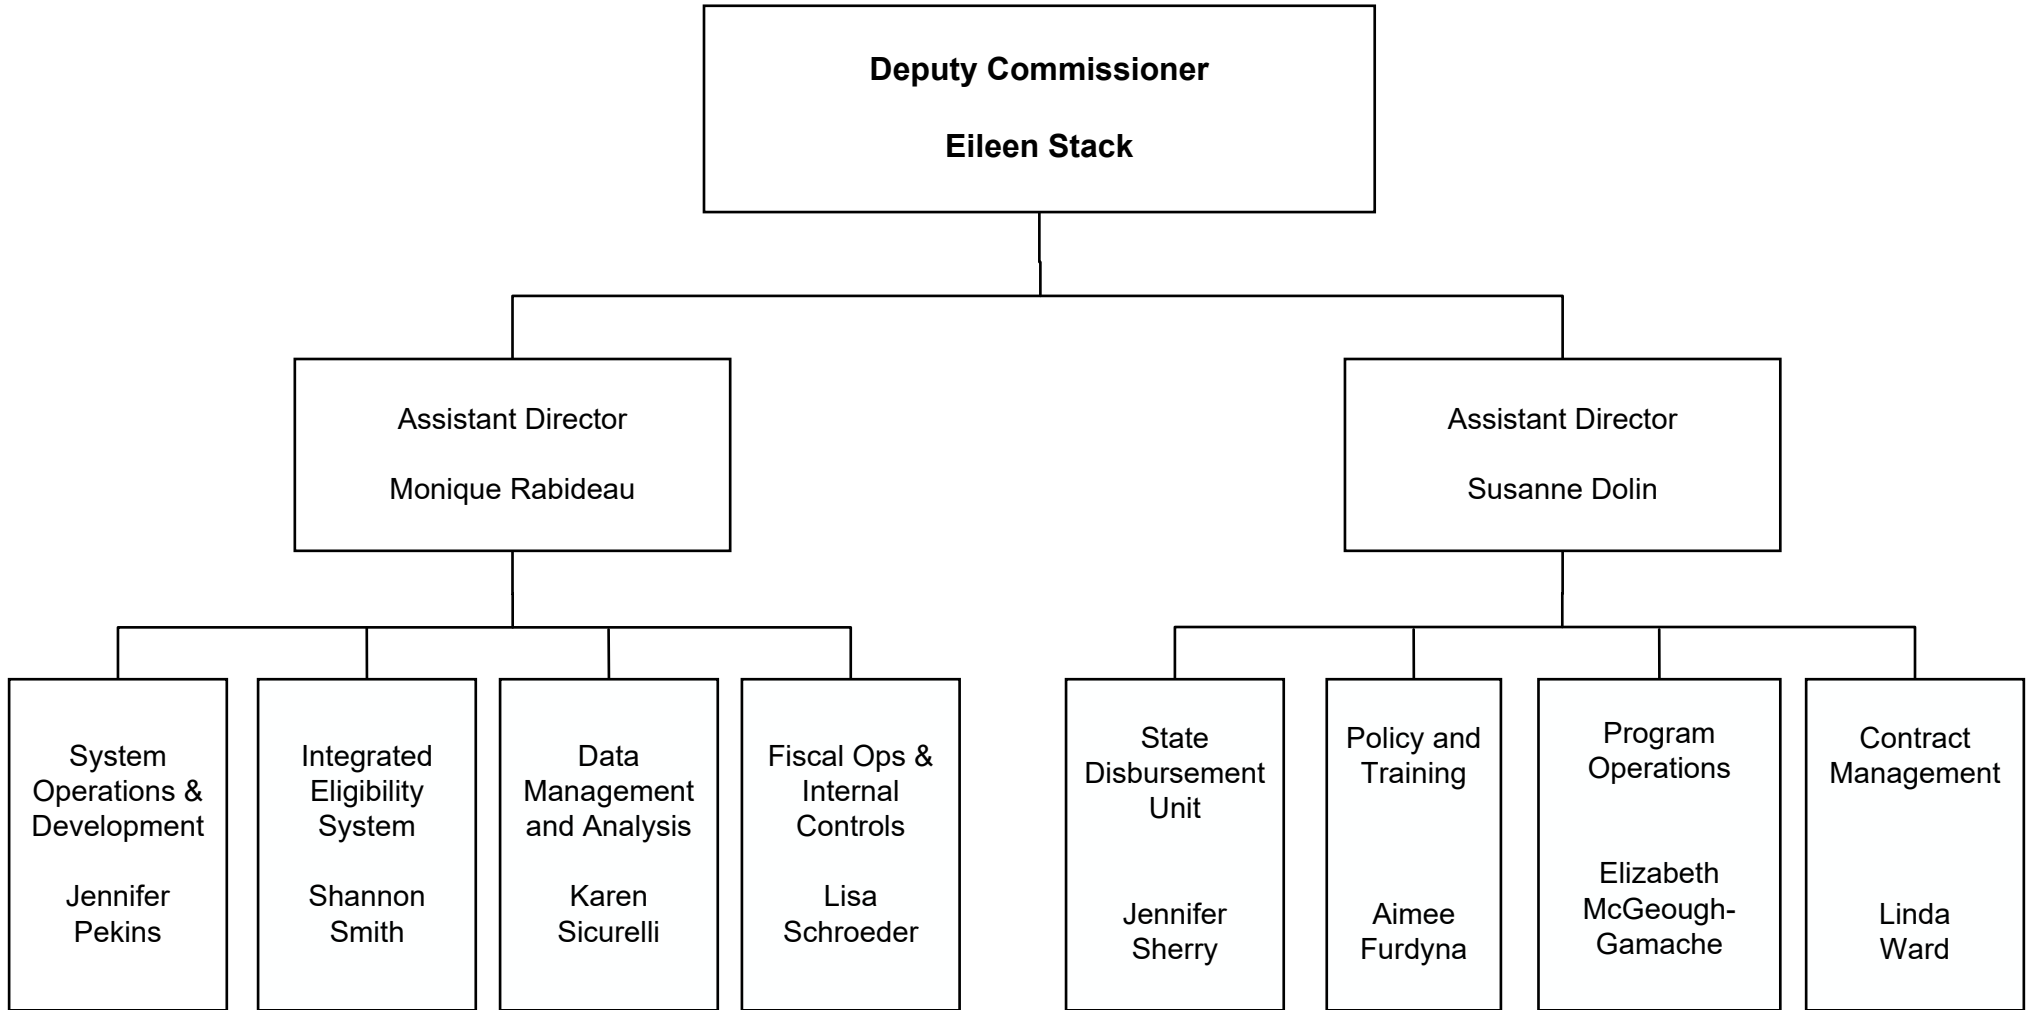 Deputy Commissioner
Eileen Stack
Assistant Director
Monique Rabideau
Assistant Director
Susanne Dolin
System
Operations &
Development
Jennifer
Pekins
Integrated
Eligibility
System
Shannon
Smith
Data
Management
and Analysis
Karen
Sicurelli
Fiscal Ops &
Internal
Controls
Lisa
Schroeder
State
Disbursement
Unit
Jennifer
Sherry
Policy and
Training
Aimee
Furdyna
Program
Operations
Elizabeth
McGeough-
Gamache
Contract
Management
Linda
Ward